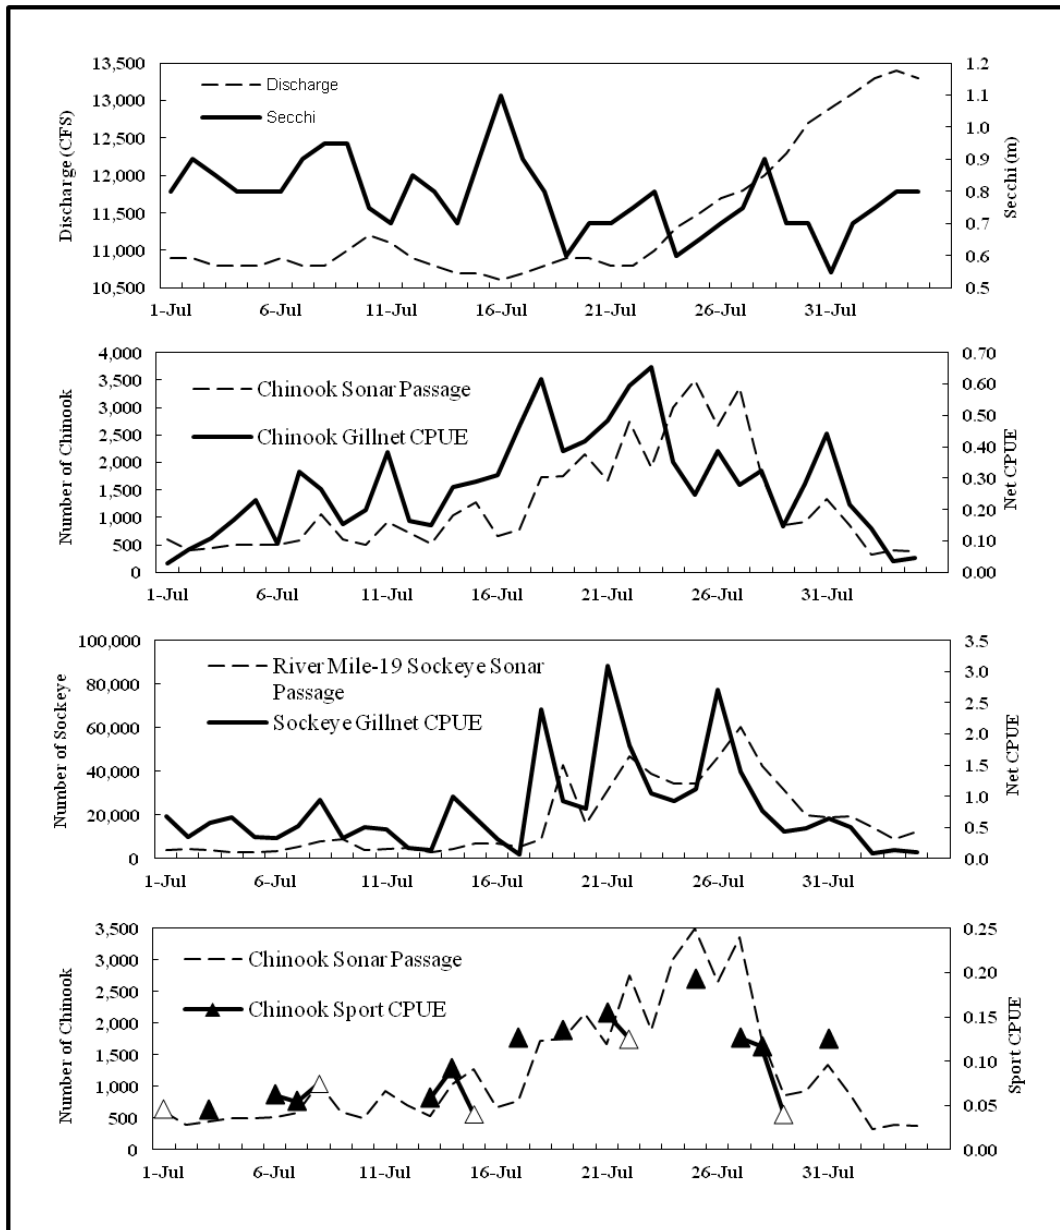 13,500
13,000
12,500
12,000
11,500
11,000
10,500
Discharge (CFS)
Discharge
Secchi
1.2
1.1
1.0
0.9
0.8
0.7
0.6
0.5
Secchi (m)
1-Jul 6-Jul 11-Jul 16-Jul 21-Jul 26-Jul 31-Jul
4,000
3,500
3,000
2,500
2,000
1,500
1,000
500
0
Number of Chinook
Chinook Sonar Passage
Chinook Gillnet CPUE
0.70
0.60
0.50
0.40
0.30
0.20
0.10
0.00
Net CPUE
1-Jul 6-Jul 11-Jul 16-Jul 21-Jul 26-Jul 31-Jul
100,000
80,000
60,000
40,000
20,000
0
Number of Sockeye
River Mile-19 Sockeye Sonar
Passage
Sockeye Gillnet CPUE
3.5
3.0
2.5
2.0
1.5
1.0
0.5
0.0
Net CPUE
1-Jul 6-Jul 11-Jul 16-Jul 21-Jul 26-Jul 31-Jul
3,500
3,000
2,500
2,000
1,500
1,000
500
0
Number of Chinook
Chinook Sonar Passage
Chinook Sport CPUE
0.25
0.20
0.15
0.10
0.05
0.00
Sport CPUE
1-Jul 6-Jul 11-Jul 16-Jul 21-Jul 26-Jul 31-Jul